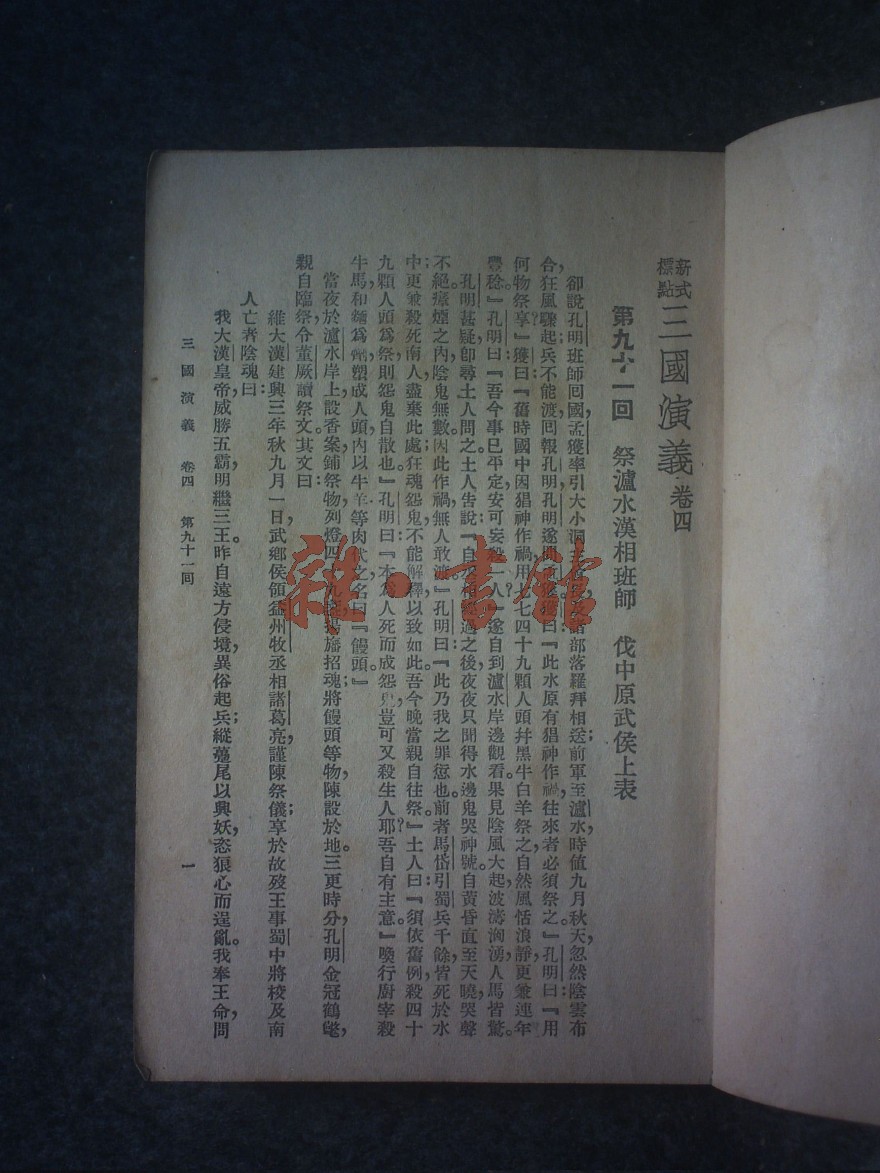 新式標點 三國演義 卷四
第九十一回 祭瀘水漢相班師 伐中原武侯上表
卻說孔明班師回國孟獲率引大小洞 部落羅拜相送前軍至瀘水時值九月秋天忽然陰雲布
合狂風驟起兵不能渡回報孔明孔明遂問 曰『此水原有猖神作禍往來者必須祭之』孔明曰『用
何物祭享』獲曰『舊時國中因猖神作禍用七七四十九顆人頭并黑牛白羊祭之自然風恬浪靜更兼連年
豐稔』孔明曰『吾今事已平定安可妄殺一人』遂自到瀘水岸邊觀看果見陰風大起波濤洶湧人馬皆驚
孔明甚疑卽尋土人問之土人告說『自 過之後夜夜只聞得水邊鬼哭神號自黃昏直至天曉哭聲
不絕瘴煙之內陰鬼無數因此作禍無人敢渡』孔明曰『此乃我之罪愆也前者馬岱引蜀兵千餘皆死於水
中更兼殺死南人盡棄此處狂魂怨鬼不能解釋以致如此吾今晚當親自往祭』土人曰『須依舊例殺四十
九顆人頭爲祭則怨鬼自散也』孔明曰『本爲人死而成怨鬼豈可又殺生人耶吾自有主意』喚行廚宰殺
牛馬和麵爲劑塑成人頭內以牛羊等肉代之名曰『饅頭』
當夜於瀘水岸上設香案鋪祭物列燈四 揚旛招魂將饅頭等物陳設於地三更時分孔明金冠鶴氅
親自臨祭令董厥讀祭文其文曰
維大漢建興三年秋九月一日武鄉侯領益州牧丞相諸葛亮謹陳祭儀享於故歿王事蜀中將校及南
人亡者陰魂曰
我大漢皇帝威勝五霸明繼三王昨自遠方侵境異俗起兵縱蠆尾以興妖恣狼心而逞亂我奉王命問
三國演義 卷四 第九十一回 一
雜·書館